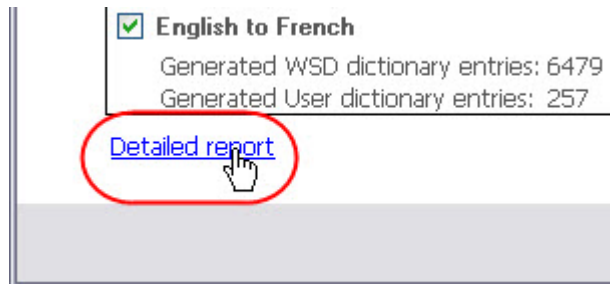 English to French
Generated WSD dictionary entries: 6479
Generated User dictionary entries: 257
Detailed report